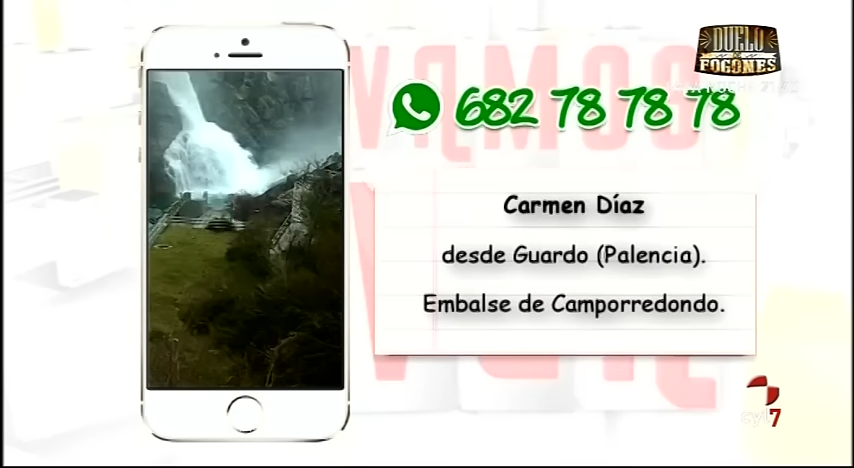 DUELO
FOGONES
682 78 78 78
Carmen Díaz
desde Guardo (Palencia).
Embalse de Camporredondo.
cyl7